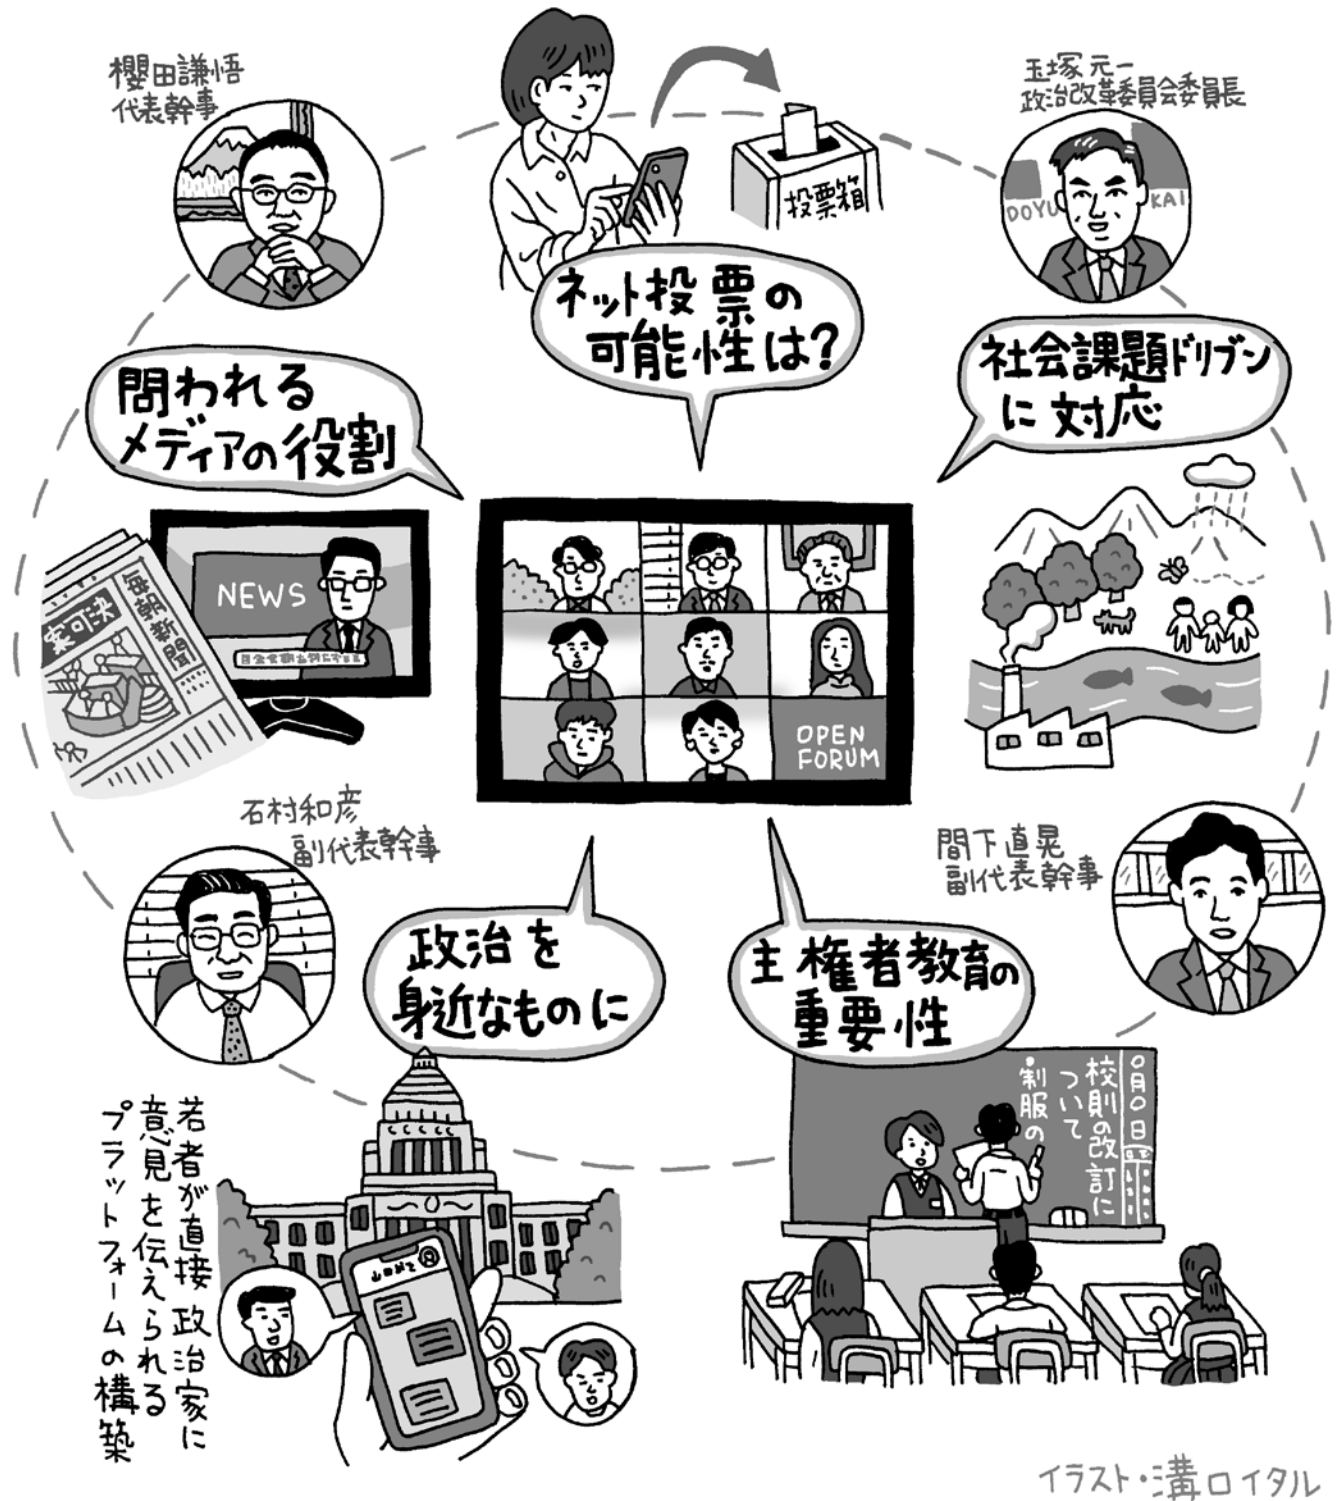 櫻田謙悟
代表幹事
玉塚元一
政治改革委員会委員長
DOYU
KAI
投票箱
ネット投票の
可能性は?
問われる
メディアの役割
社会課題ドリブン
に対応
NEWS
毎朝新聞
案可決
OPEN
FORUM
石村和彦
副代表幹事
間下直晃
副代表幹事
政治を
身近なものに
主権者教育の
重要性
若者が直接政治家に
意見を伝えられる
プラットフォームの構築
〇月〇日
校則の改訂に
ついて
・制服の
イラスト・溝口イタル